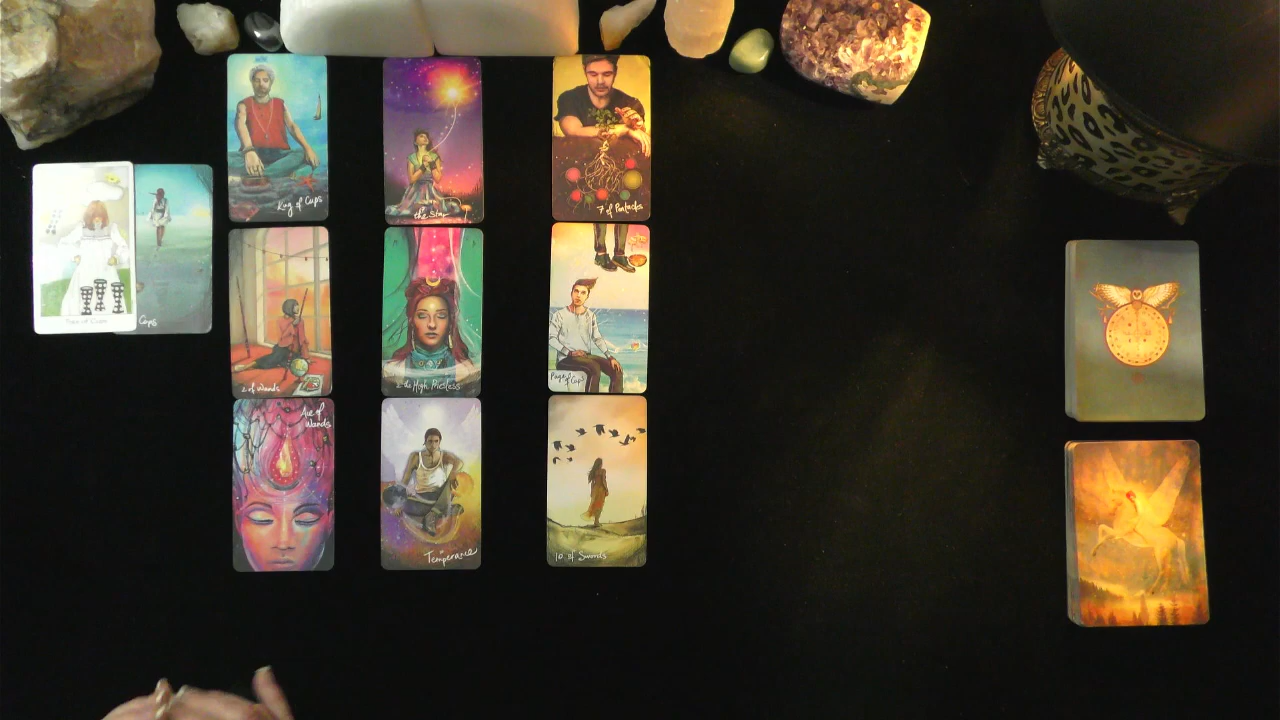 King of Cups
the Star
7 of Pentacles
Cups
2 of Wands
2 the High Priestess
Page of Cups
Ace of
Wands
Temperance
10 of Swords